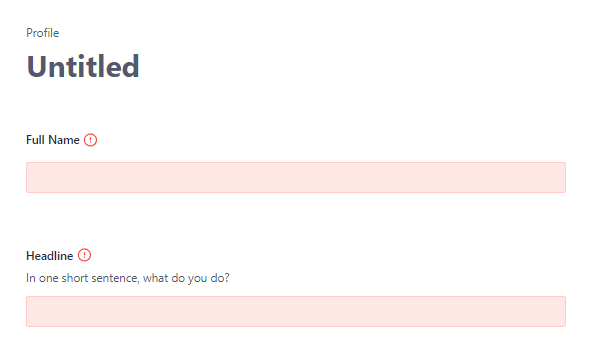 Profile
Untitled
Full Name
Headline
In one short sentence, what do you do?